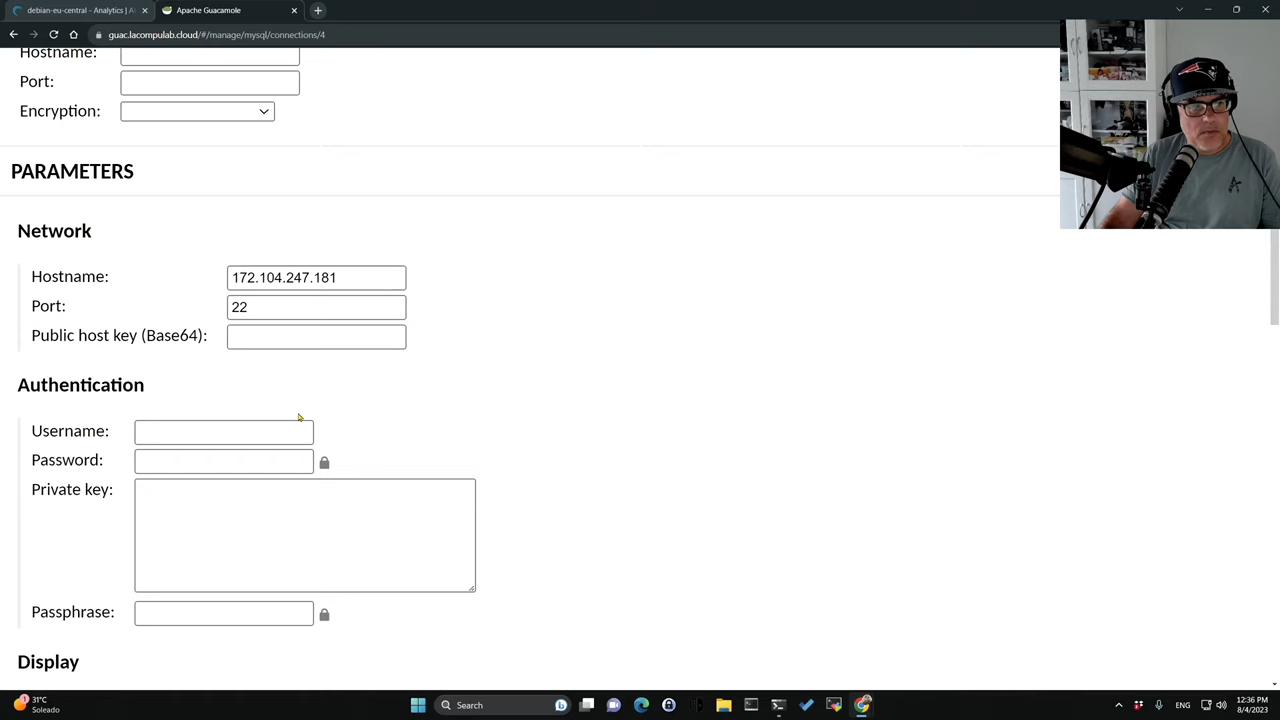 debian-eu-central - Analytics | A
Apache Guacamole
guac.lacompulab.cloud/#/manage/mysql/connections/4
Hostname:
Port:
Encryption:
PARAMETERS
Network
Hostname: 172.104.247.181
Port: 22
Public host key (Base64):
Authentication
Username:
Password:
Private key:
Passphrase:
Display
1
31°C
Soleado
Search
ENG
12:36 PM
8/4/2023